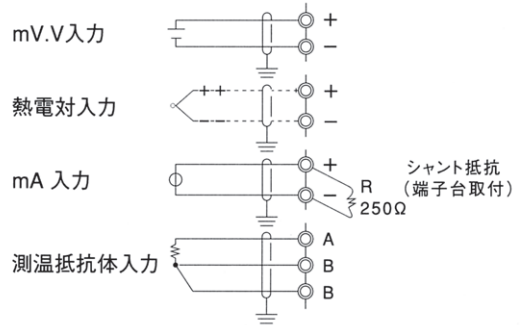 mV.V入力
+
−
熱電対入力
++
+
−−
−
mA 入力
+
−
R
250Ω
シャント抵抗
(端子台取付)
測温抵抗体入力
A
B
B